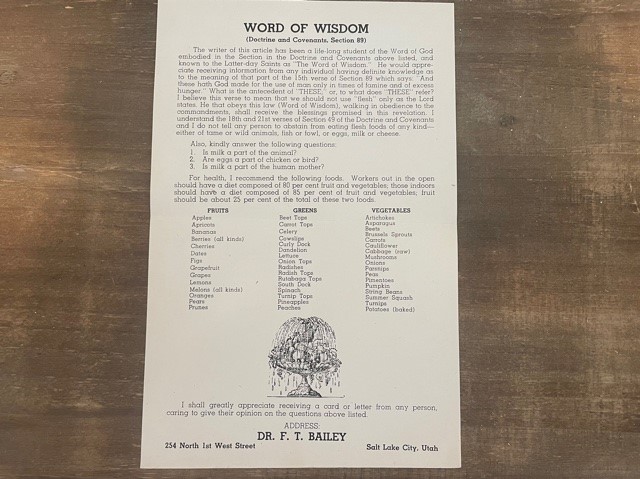 WORD OF WISDOM
(Doctrine and Covenants, Section 89)
The writer of this article has been a life-long student of the Word of God
embodied in the Section in the Doctrine and Covenants above listed, and
known to the Latter-day Saints as "The Word of Wisdom." He would appre-
ciate receiving information from any individual having definite knowledge as
to the meaning of that part of the 15th verse of Section 89 which says: "And
these hath God made for the use of man only in times of famine and of excess
hunger." What is the antecedent of "THESE," or, to what does "THESE" refer?
I believe this verse to mean that we should not use "flesh" only as the Lord
states. He that obeys this law (Word of Wisdom), walking in obedience to the
commandments, shall receive the blessings promised in this revelation. I
understand the 18th and 21st verses of Section 49 of the Doctrine and Covenants
and I do not tell any person to abstain from eating flesh foods of any kind—
either of tame or wild animals, fish or fowl, or eggs, milk or cheese.
Also, kindly answer the following questions:
1. Is milk a part of the animal?
2. Are eggs a part of chicken or bird?
3. Is milk a part of the human mother?
For health, I recommend the following foods. Workers out in the open
should have a diet composed of 80 per cent fruit and vegetables; those indoors
should have a diet composed of 85 per cent of fruit and vegetables; fruit
should be about 25 per cent of the total of these two foods.
FRUITS
Apples
Apricots
Bananas
Berries (all kinds)
Cherries
Dates
Figs
Grapefruit
Grapes
Lemons
Melons (all kinds)
Oranges
Pears
Prunes
GREENS
Beet Tops
Carrot Tops
Celery
Cowslips
Curly Dock
Dandelion
Lettuce
Onion Tops
Radishes
Radish Tops
Rutabaga Tops
South Dock
Spinach
Turnip Tops
Pineapples
Peaches
VEGETABLES
Artichokes
Asparagus
Beets
Brussels Sprouts
Carrots
Cauliflower
Cabbage (raw)
Mushrooms
Onions
Parsnips
Peas
Pimentoes
Pumpkin
String Beans
Summer Squash
Turnips
Potatoes (baked)
I shall greatly appreciate receiving a card or letter from any person,
caring to give their opinion on the questions above listed.
ADDRESS:
DR. F. T. BAILEY
254 North 1st West Street Salt Lake City, Utah